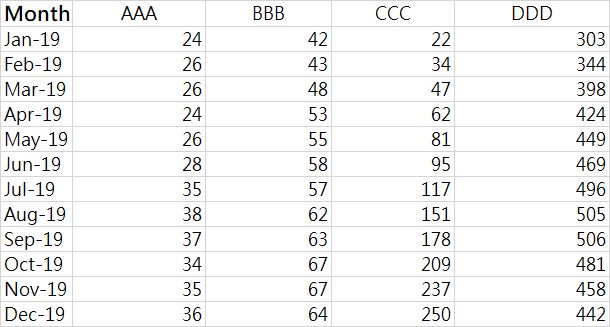 Month AAA BBB CCC DDD
Jan-19 24 42 22 303
Feb-19 26 43 34 344
Mar-19 26 48 47 398
Apr-19 24 53 62 424
May-19 26 55 81 449
Jun-19 28 58 95 469
Jul-19 35 57 117 496
Aug-19 38 62 151 505
Sep-19 37 63 178 506
Oct-19 34 67 209 481
Nov-19 35 67 237 458
Dec-19 36 64 250 442